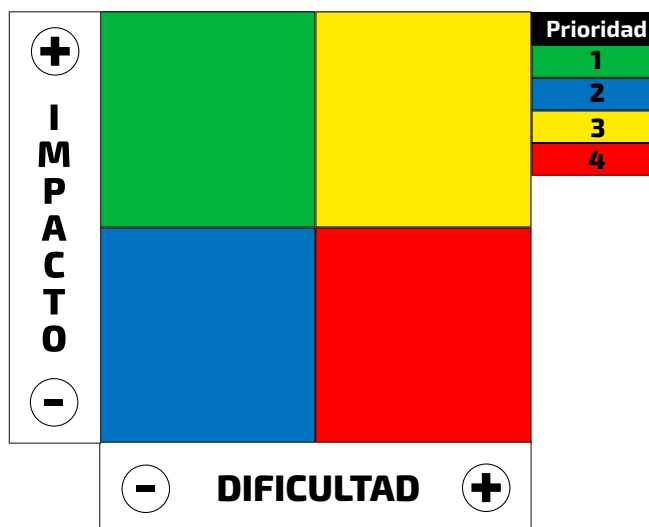 +
IMPACTO
-
- DIFICULTAD +
Prioridad
1
2
3
4